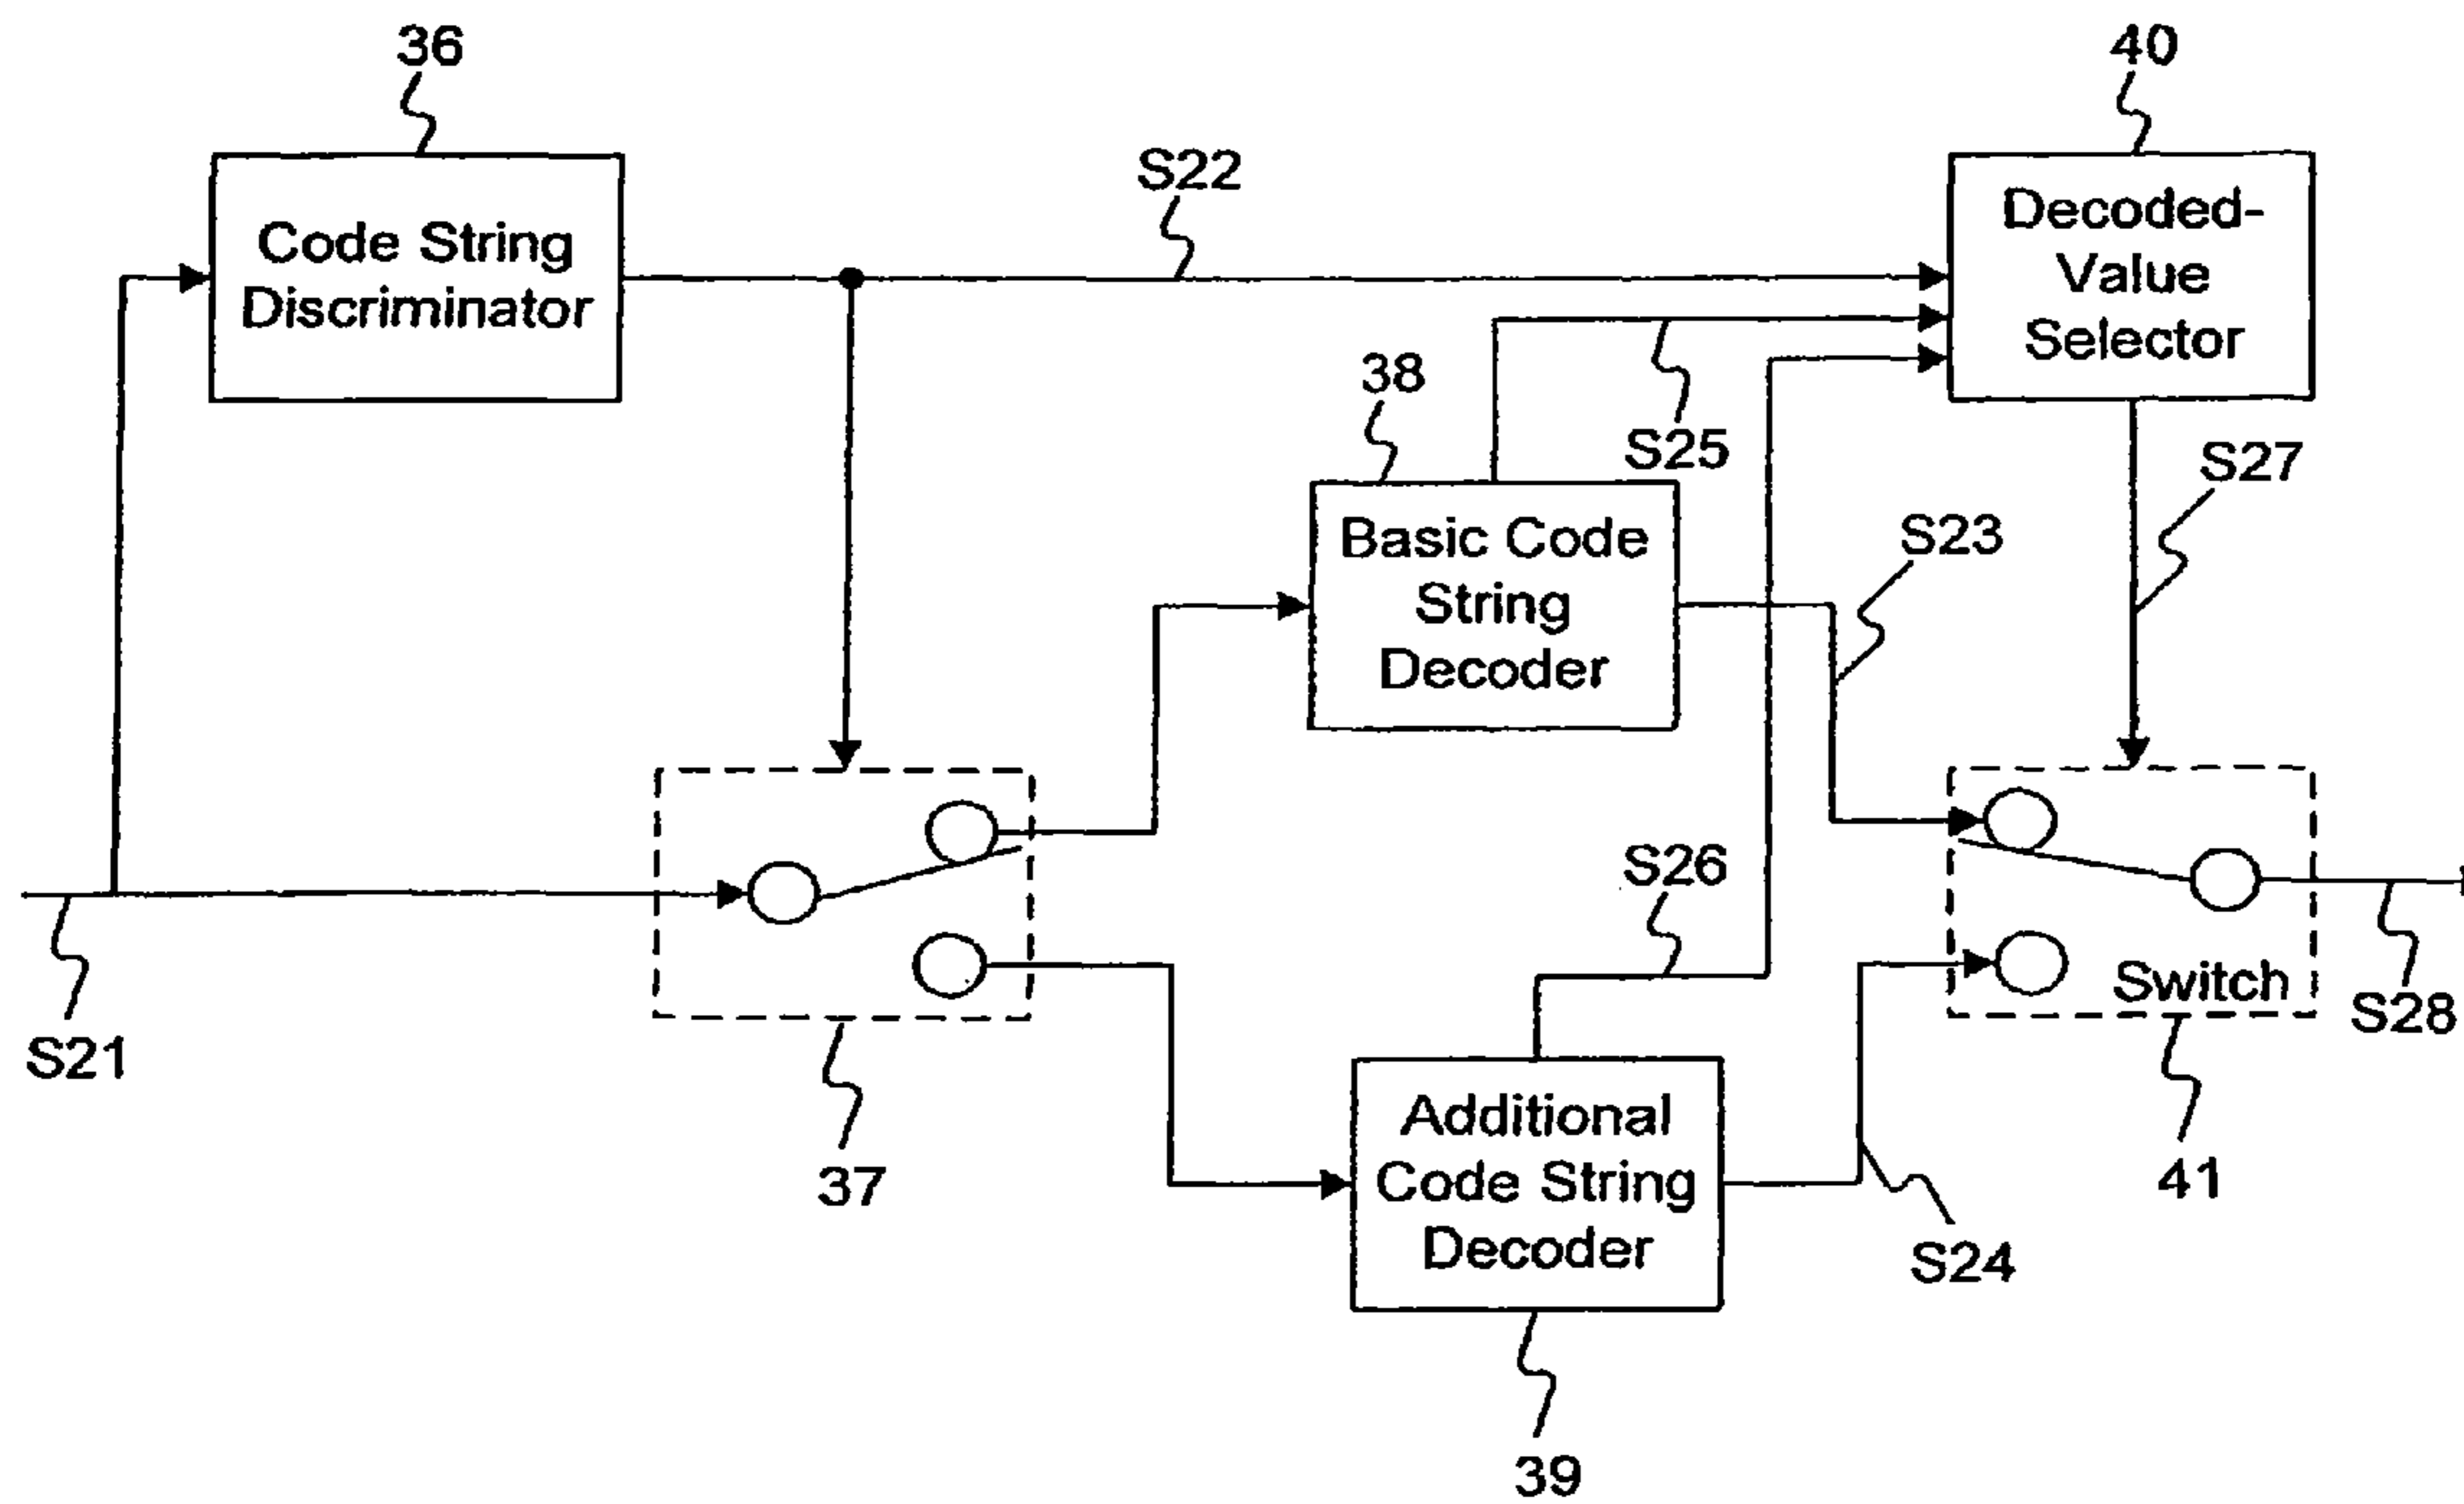 36
40
S22
Code String
Discriminator
Decoded-
Value
Selector
38
S25
S27
Basic Code
String
Decoder
S23
S26
Switch
S21
S28
37
Additional
Code String
Decoder
41
S24
39